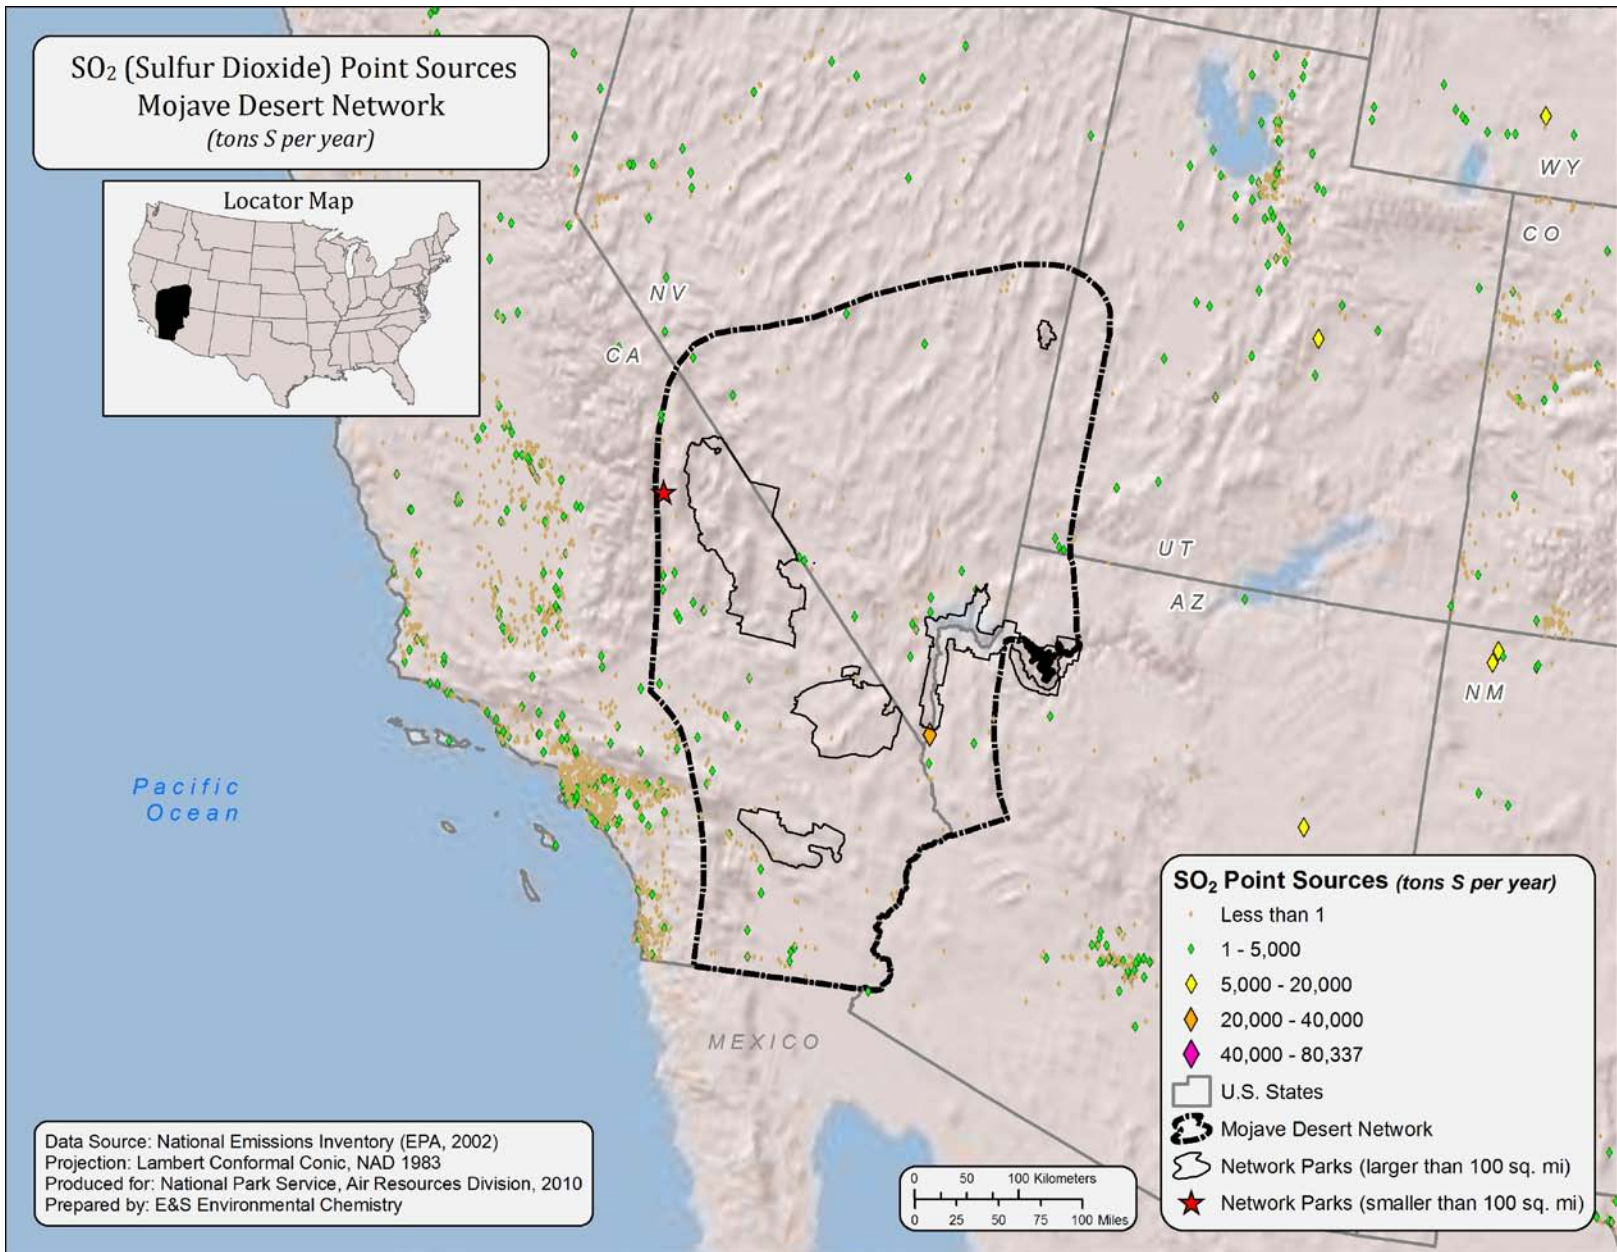 SO₂ (Sulfur Dioxide) Point Sources
Mojave Desert Network
(tons S per year)
Locator Map
WY
CO
NV
CA
UT
AZ
NM
Pacific
Ocean
MEXICO
SO₂ Point Sources (tons S per year)
Less than 1
1 - 5,000
5,000 - 20,000
20,000 - 40,000
40,000 - 80,337
U.S. States
Mojave Desert Network
Network Parks (larger than 100 sq. mi)
Network Parks (smaller than 100 sq. mi)
Data Source: National Emissions Inventory (EPA, 2002)
Projection: Lambert Conformal Conic, NAD 1983
Produced for: National Park Service, Air Resources Division, 2010
Prepared by: E&S Environmental Chemistry
0 50 100 Kilometers
0 25 50 75 100 Miles